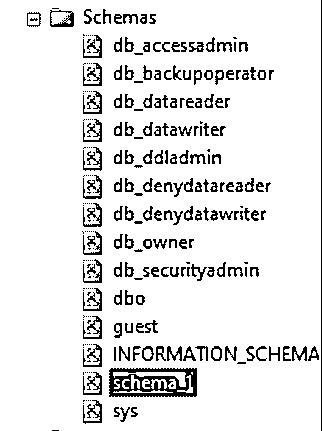 Schemas
db_accessadmin
db_backupoperator
db_datareader
db_datawriter
db_ddladmin
db_denydatareader
db_denydatawriter
db_owner
db_securityadmin
dbo
guest
INFORMATION_SCHEMA
schema_1
sys